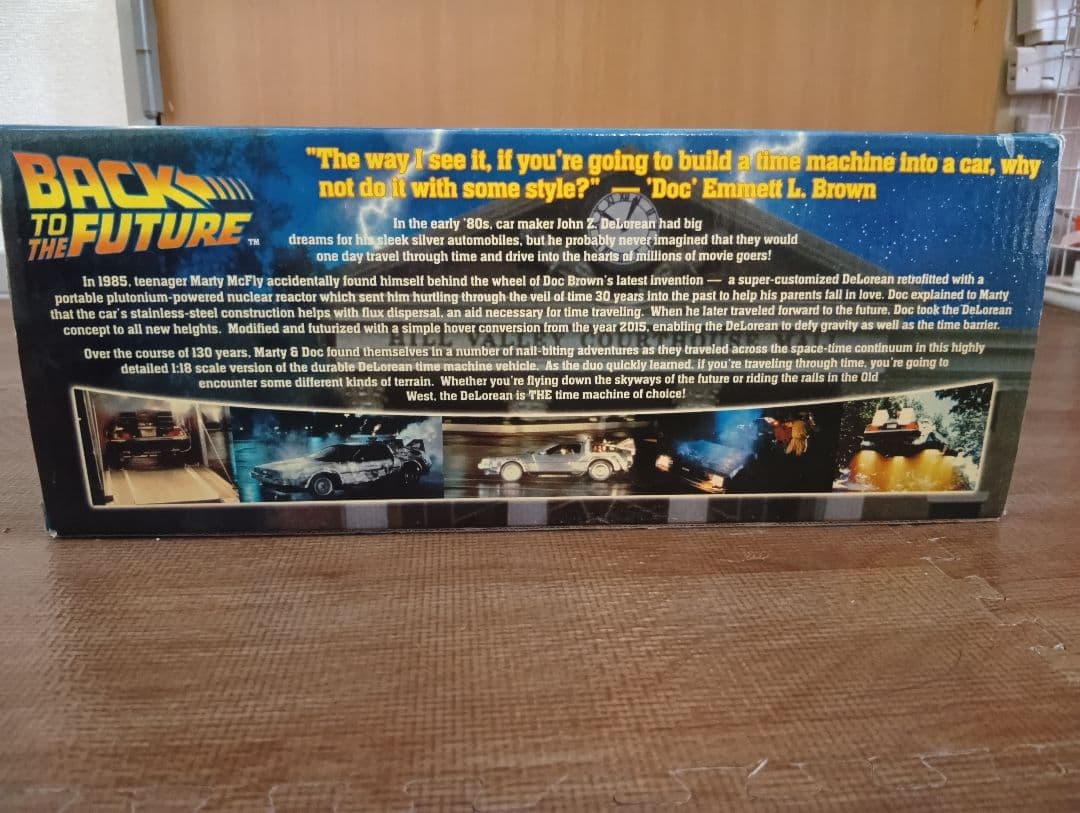 BACK
TO
THE FUTURE TM
"The way I see it, if you're going to build a time machine into a car, why
not do it with some style?" — 'Doc' Emmett L. Brown
In the early '80s, car maker John Z. DeLorean had big
dreams for his sleek silver automobiles, but he probably never imagined that they would
one day travel through time and drive into the hearts of millions of movie goers!
In 1985, teenager Marty McFly accidentally found himself behind the wheel of Doc Brown's latest invention — a super-customized DeLorean retrofitted with a
portable plutonium-powered nuclear reactor which sent him hurtling through the veil of time 30 years into the past to help his parents fall in love. Doc explained to Marty
that the car's stainless-steel construction helps with flux dispersal, an aid necessary for time traveling. When he later traveled forward to the future, Doc took the DeLorean
concept to all new heights. Modified and futurized with a simple hover conversion from the year 2015, enabling the DeLorean to defy gravity as well as the time barrier.
HILL VALLEY COURTHOUSE
Over the course of 130 years, Marty & Doc found themselves in a number of nail-biting adventures as they traveled across the space-time continuum in this highly
detailed 1:18 scale version of the durable DeLorean time machine vehicle. As the duo quickly learned, if you're traveling through time, you're going to
encounter some different kinds of terrain. Whether you're flying down the skyways of the future or riding the rails in the Old
West, the DeLorean is THE time machine of choice!